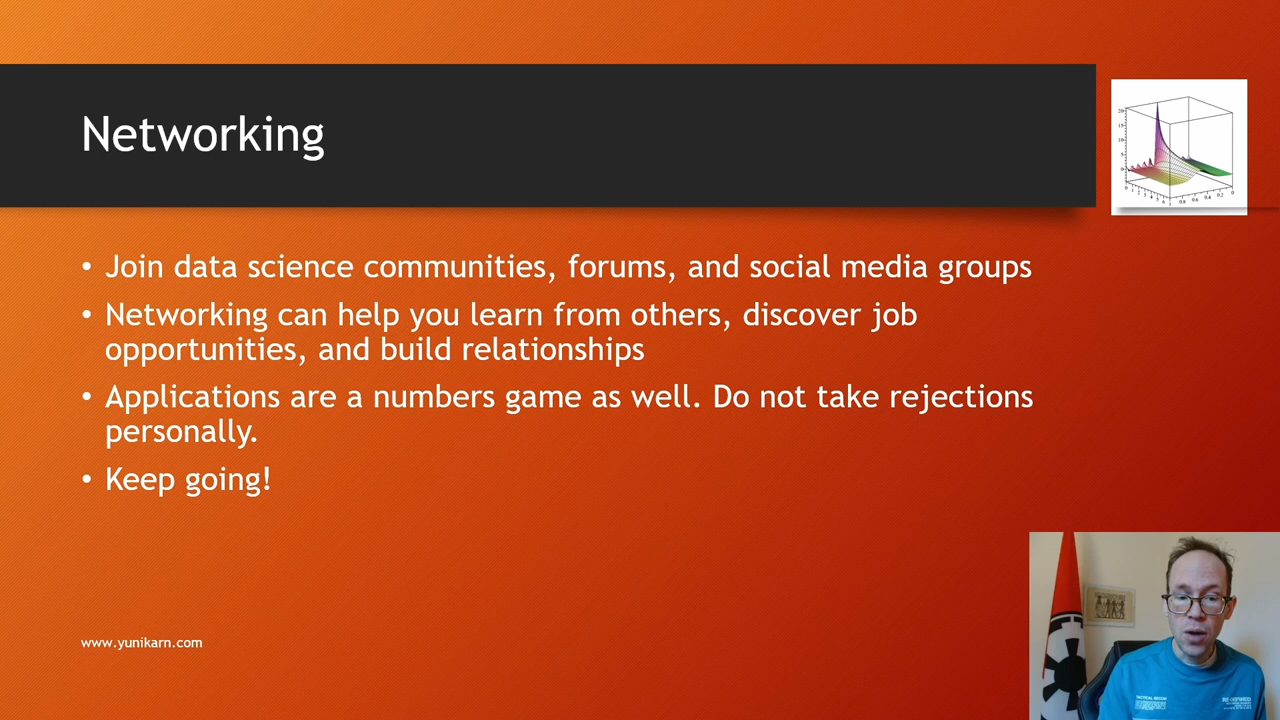 Networking
• Join data science communities, forums, and social media groups
• Networking can help you learn from others, discover job
opportunities, and build relationships
• Applications are a numbers game as well. Do not take rejections
personally.
• Keep going!
www.yunikarn.com